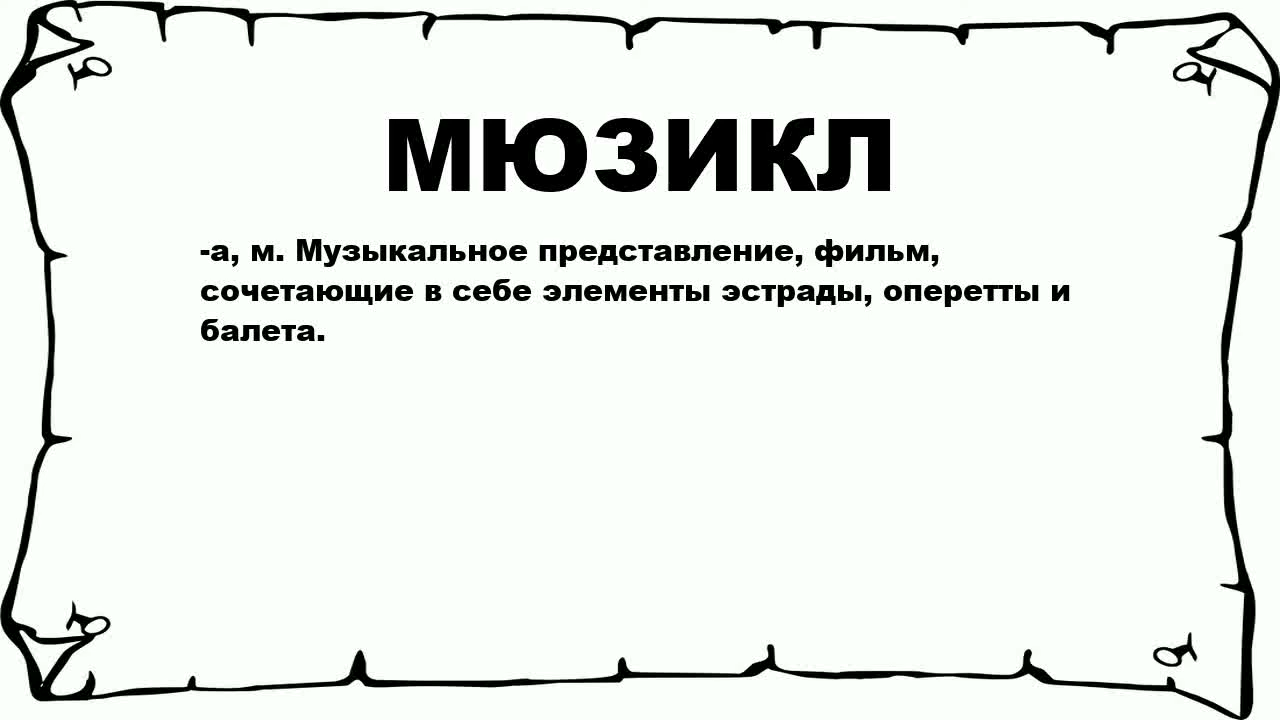 МЮЗИКЛ
-а, м. Музыкальное представление, фильм,
сочетающие в себе элементы эстрады, оперетты и
балета.